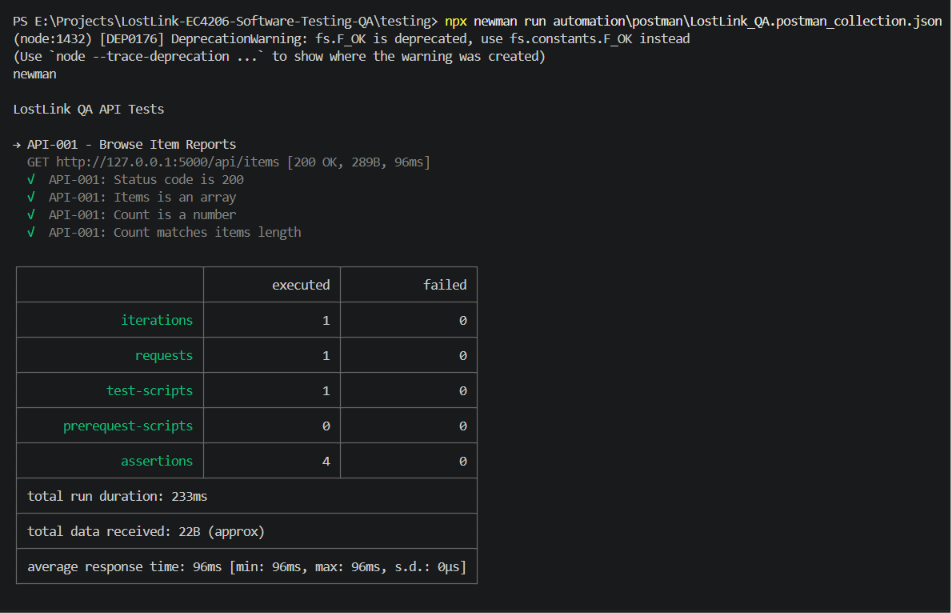 PS E:\Projects\LostLink-EC4206-Software-Testing-QA\testing> npx newman run automation\postman\LostLink_QA.postman_collection.json
(node:1432) [DEP0176] DeprecationWarning: fs.F_OK is deprecated, use fs.constants.F_OK instead
(Use `node --trace-deprecation ...` to show where the warning was created)
newman
LostLink QA API Tests
→ API-001 - Browse Item Reports
GET http://127.0.0.1:5000/api/items [200 OK, 289B, 96ms]
√ API-001: Status code is 200
√ API-001: Items is an array
√ API-001: Count is a number
√ API-001: Count matches items length
executed failed
iterations 1 0
requests 1 0
test-scripts 1 0
prerequest-scripts 0 0
assertions 4 0
total run duration: 233ms
total data received: 22B (approx)
average response time: 96ms [min: 96ms, max: 96ms, s.d.: 0µs]